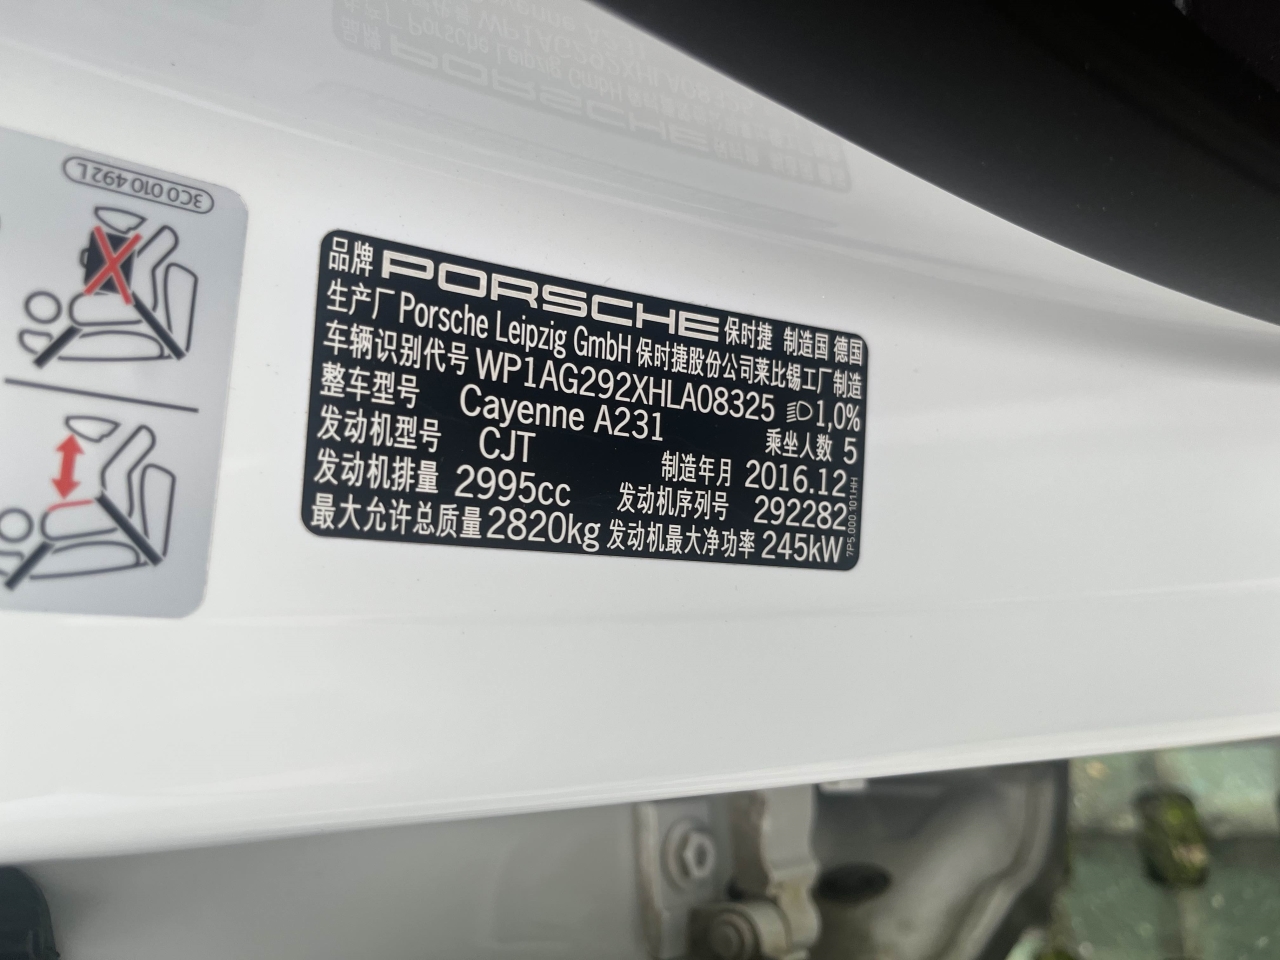 3C0 010 492 L
品牌 PORSCHE 保时捷 制造国 德国
生产厂 Porsche Leipzig GmbH 保时捷股份公司莱比锡工厂制造
车辆识别代号 WP1AG292XHLA08325 1,0%
整车型号 Cayenne A231 乘坐人数 5
发动机型号 CJT 制造年月 2016.12
发动机排量 2995cc 发动机序列号 292282
最大允许总质量 2820kg 发动机最大净功率 245kW
7P5.000.101.HH